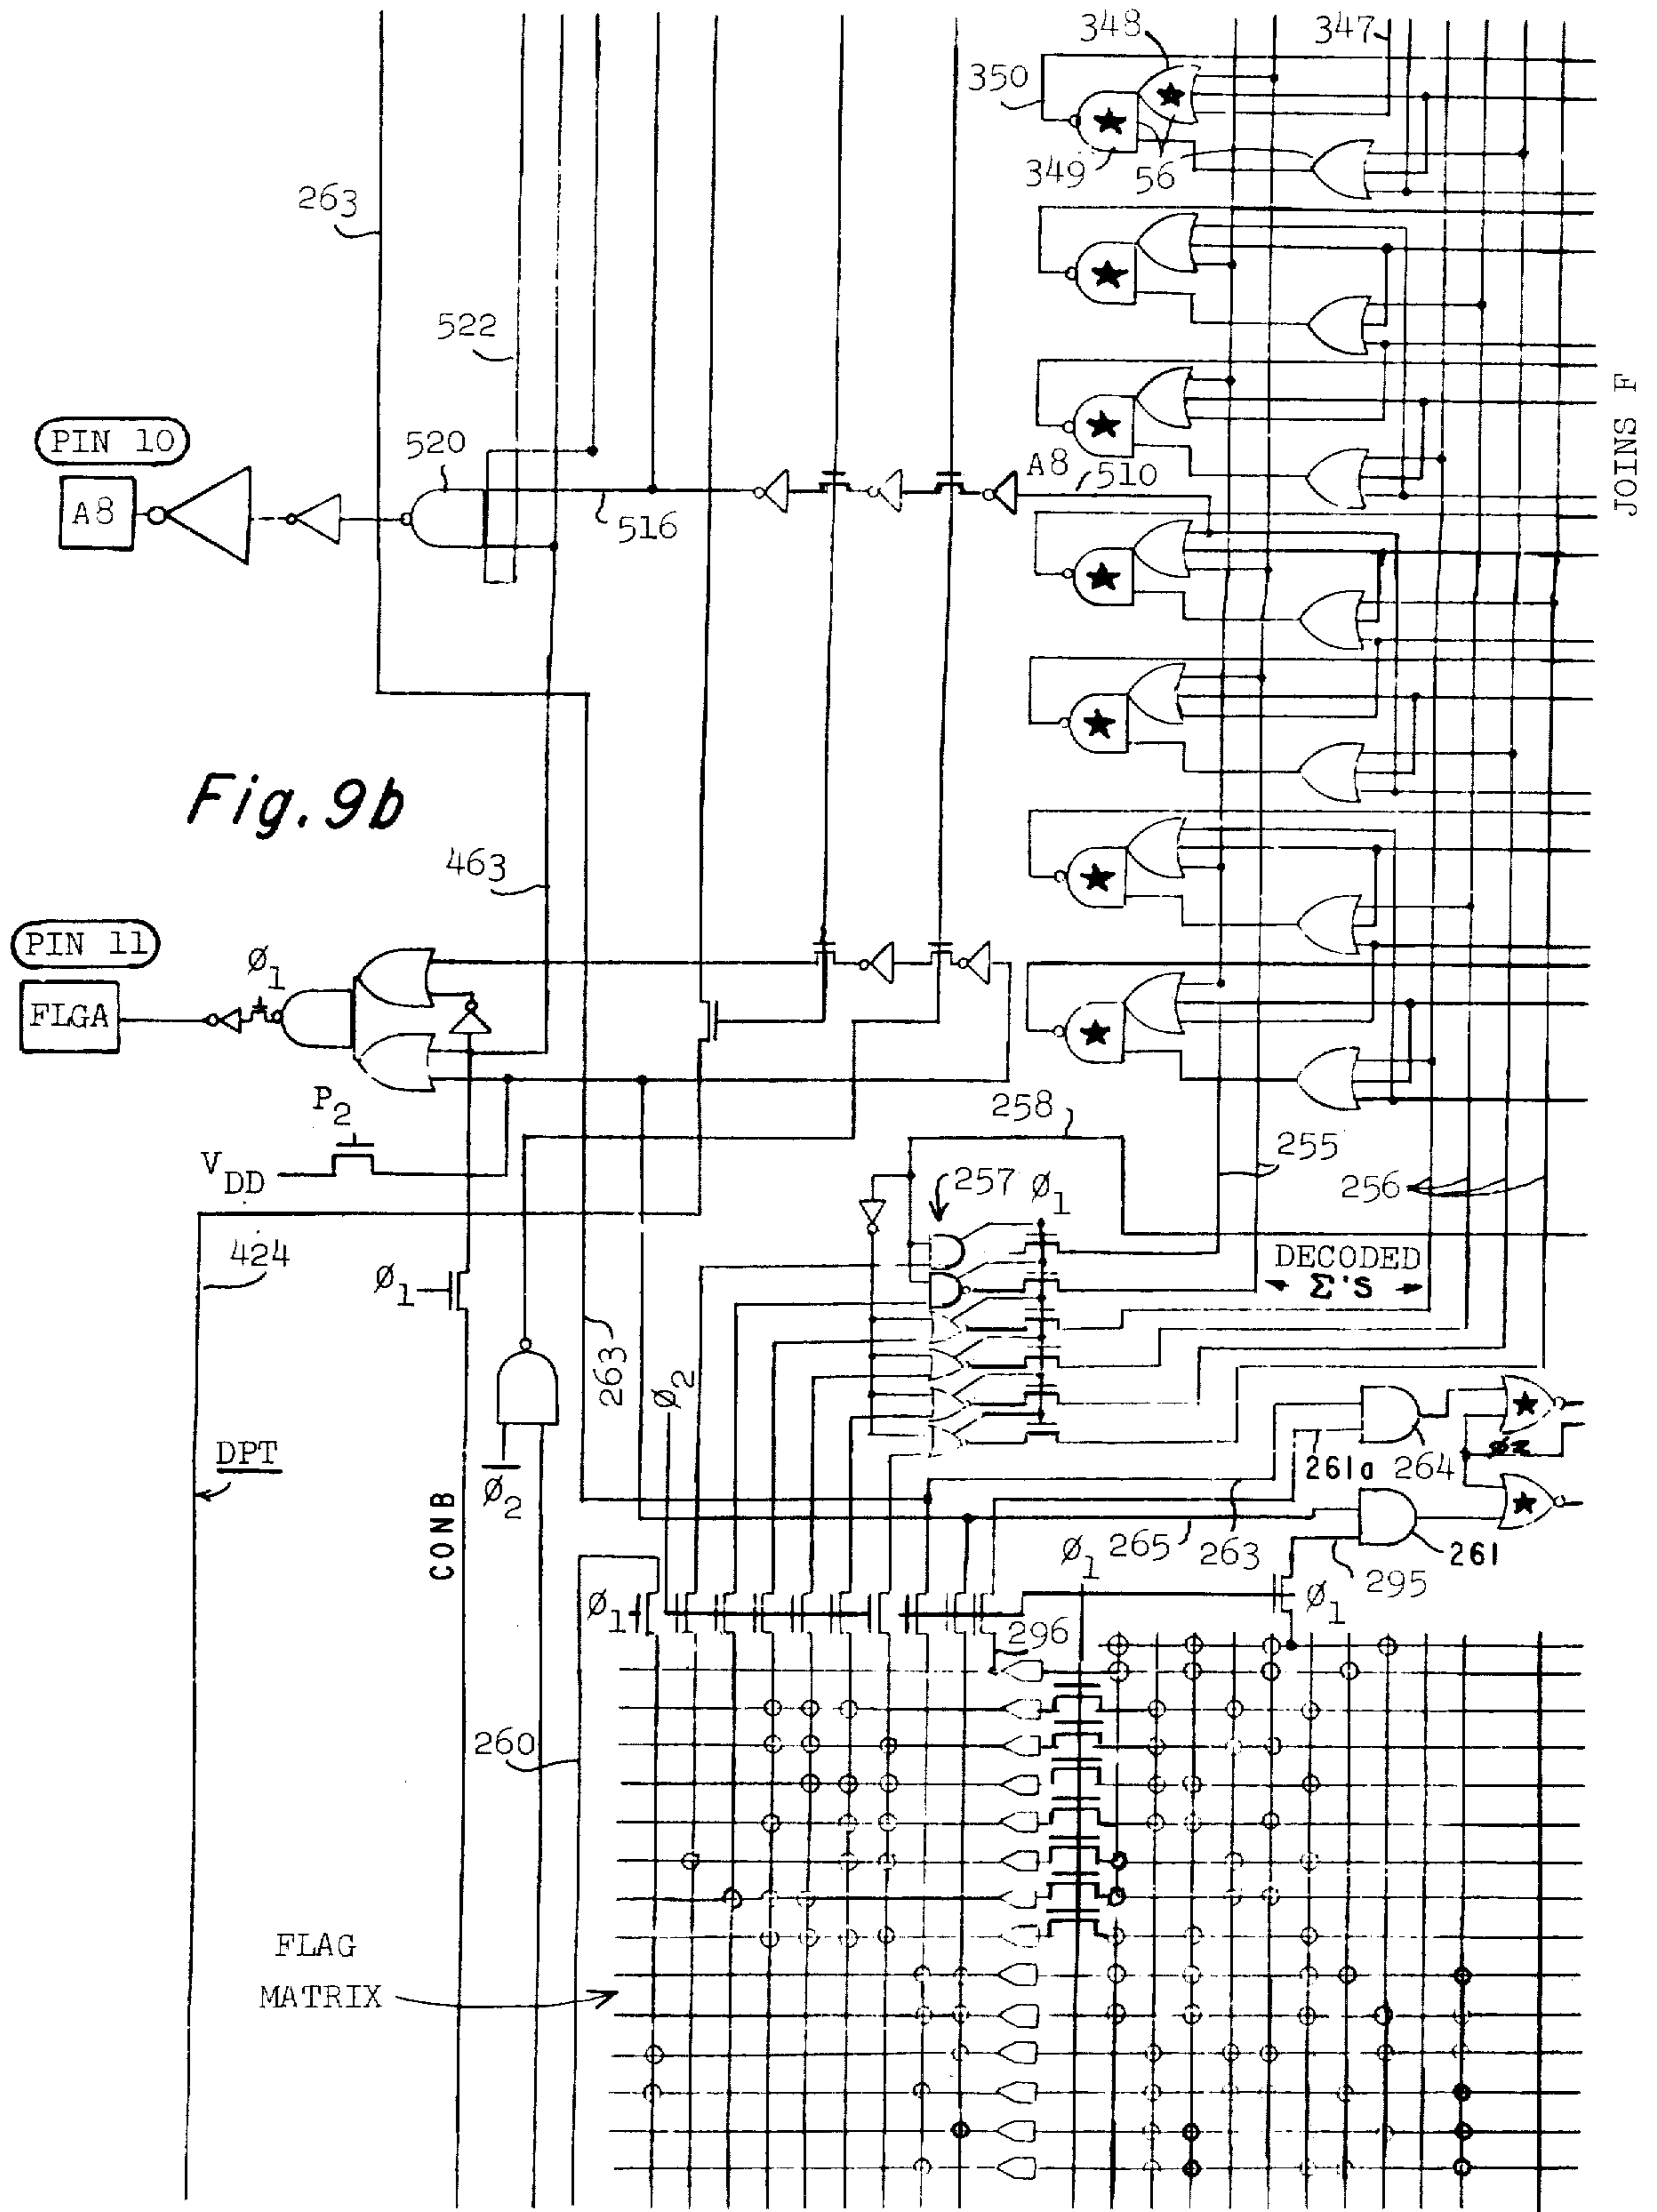 348
347
350
349
56
263
522
PIN 10
520
A8
516
A8
510
JOINS F
Fig. 9b
463
PIN 11
Ø1
FLGA
P2
VDD
258
255
257
Ø1
256
424
DECODED
Σ'S
Ø1
263
Ø2
DPT
Ø2
261a
264
Ø2
CONB
265
263
261
Ø1
295
Ø1
Ø1
296
260
FLAG
MATRIX